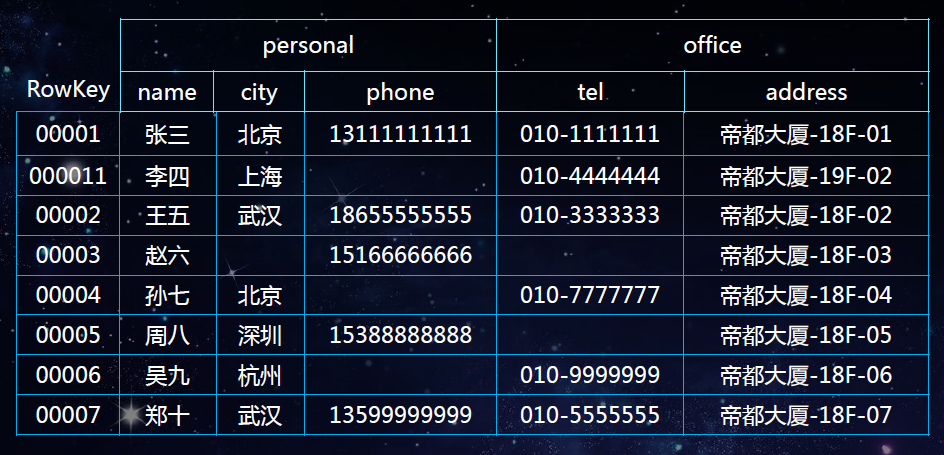 personal office
RowKey name city phone tel address
00001 张三 北京 13111111111 010-1111111 帝都大厦-18F-01
000011 李四 上海 010-4444444 帝都大厦-19F-02
00002 王五 武汉 18655555555 010-3333333 帝都大厦-18F-02
00003 赵六 15166666666 帝都大厦-18F-03
00004 孙七 北京 010-7777777 帝都大厦-18F-04
00005 周八 深圳 15388888888 帝都大厦-18F-05
00006 吴九 杭州 010-9999999 帝都大厦-18F-06
00007 郑十 武汉 13599999999 010-5555555 帝都大厦-18F-07